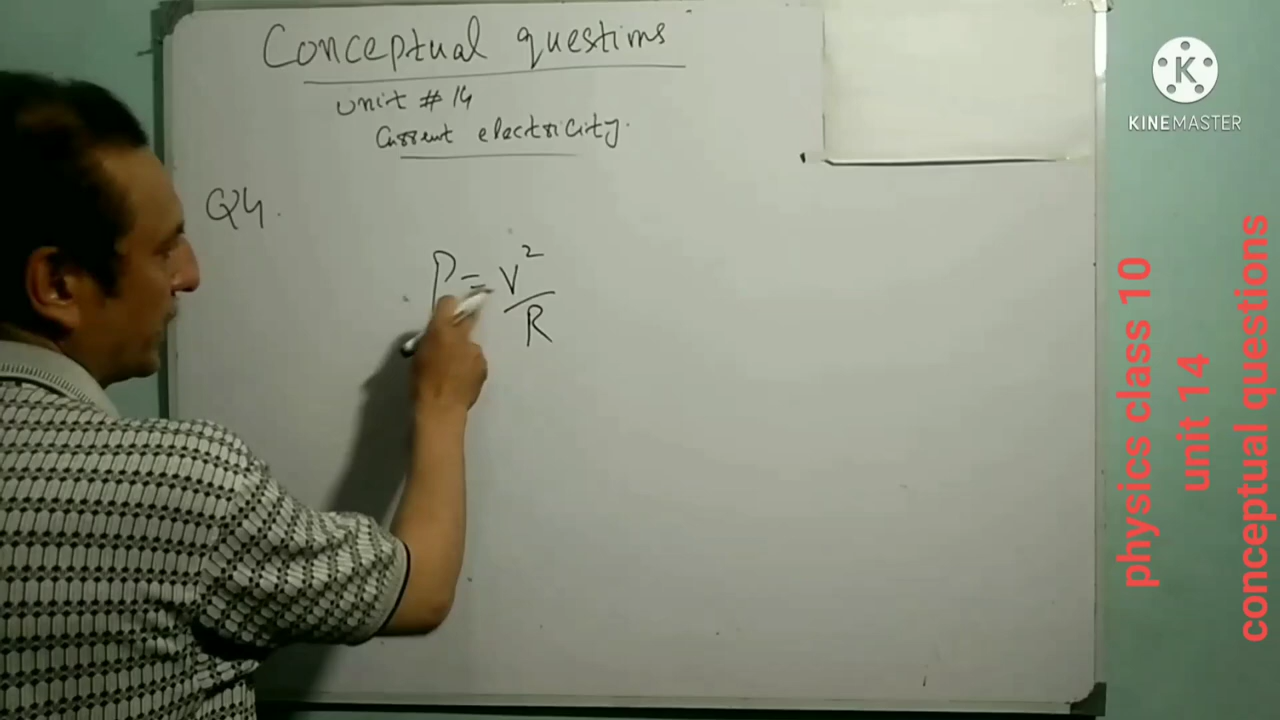 Conceptual questions
unit # 14
Current electricity.
Q4.
P = V²
R
KINEMASTER
physics class 10
unit 14
conceptual questions